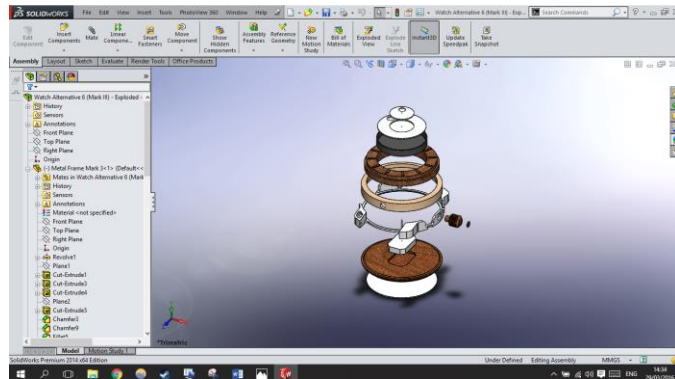 SOLIDWORKS File Edit View Insert Tools PhotoView 360 Window Help Watch Alternative 6 (Mark III) - Exp... Search Commands
Edit Component Insert Components Mate Linear Compone... Smart Fasteners Move Component Show Hidden Components Assembly Features Reference Geometry New Motion Study Bill of Materials Exploded View Explode Line Sketch Instant3D Update Speedpak Take Snapshot
Assembly Layout Sketch Evaluate Render Tools Office Products
Watch Alternative 6 (Mark III) - Exploded
History
Sensors
Annotations
Front Plane
Top Plane
Right Plane
Origin
(-) Metal Frame Mark 3<1> (Default<<
Mates in Watch Alternative 6 (Mark
History
Sensors
Annotations
Material <not specified>
Front Plane
Top Plane
Right Plane
Origin
Revolve1
Plane1
Cut-Extrude1
Cut-Extrude3
Cut-Extrude4
Plane2
Cut-Extrude5
Chamfer3
Chamfer9
*Trimetric
Model Motion Study 1
SolidWorks Premium 2014 x64 Edition Under Defined Editing Assembly MMGS
ENG 14:34
29/03/2016